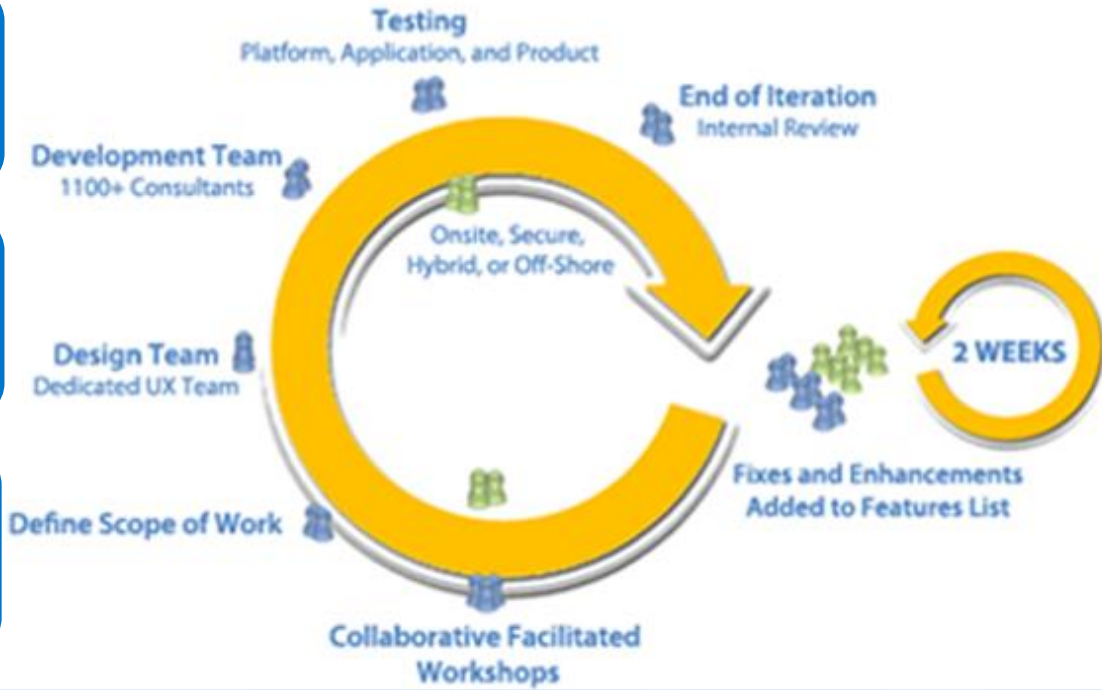 Testing
Platform, Application, and Product
End of Iteration
Internal Review
Development Team
1100+ Consultants
Onsite, Secure,
Hybrid, or Off-Shore
2 WEEKS
Design Team
Dedicated UX Team
Fixes and Enhancements
Added to Features List
Define Scope of Work
Collaborative Facilitated
Workshops